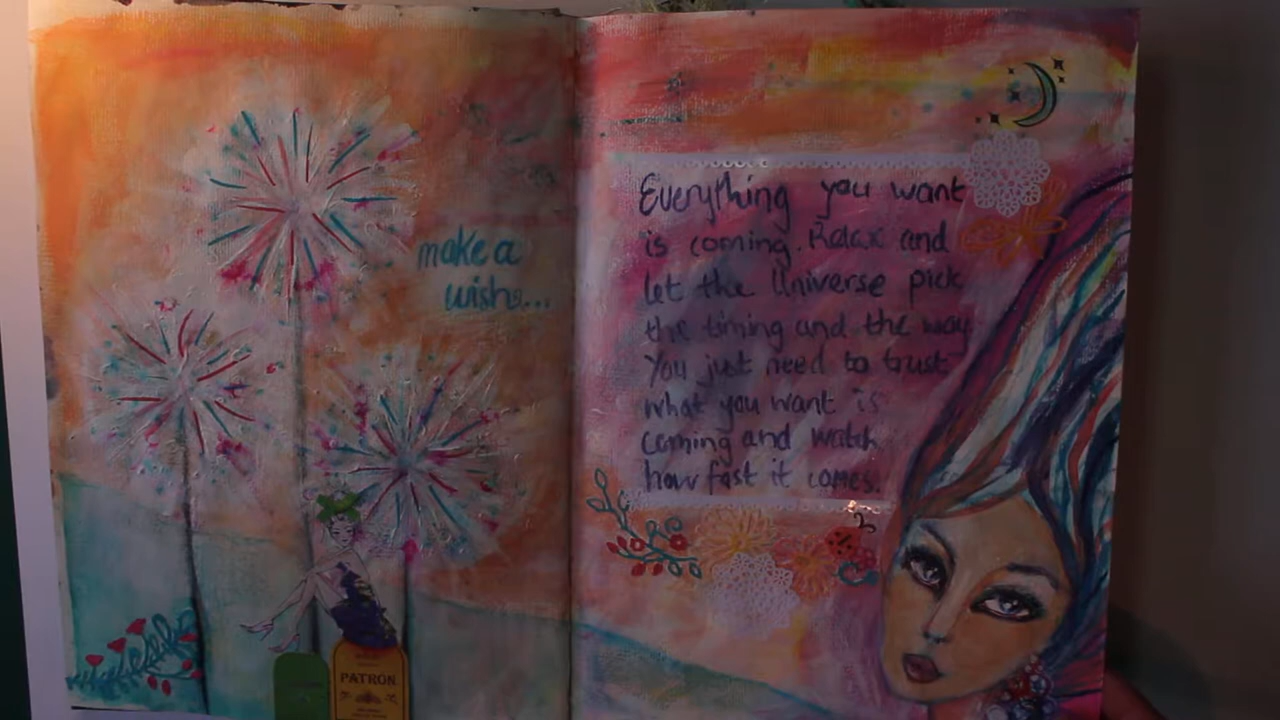 make a
wish...
Everything you want
is coming. Relax and
let the Universe pick
the timing and the way
You just need to trust
what you want is
coming and watch
how fast it comes.
PATRON